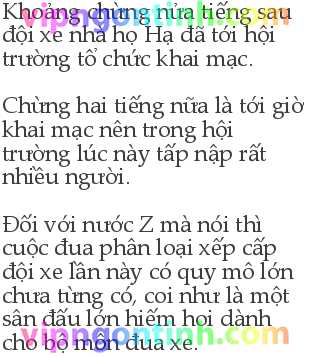 Khoảng chừng nửa tiếng sau
đội xe nhà họ Hạ đã tới hội
trường tổ chức khai mạc.
Chừng hai tiếng nữa là tới giờ
khai mạc nên trong hội
trường lúc này tấp nập rất
nhiều người.
Đối với nước Z mà nói thì
cuộc đua phân loại xếp cấp
đội xe lần này có quy mô lớn
chưa từng có, coi như là một
sân đấu lớn hiếm hoi dành
cho bộ môn đua xe.
vipngontinh.com
vipngontinh.com